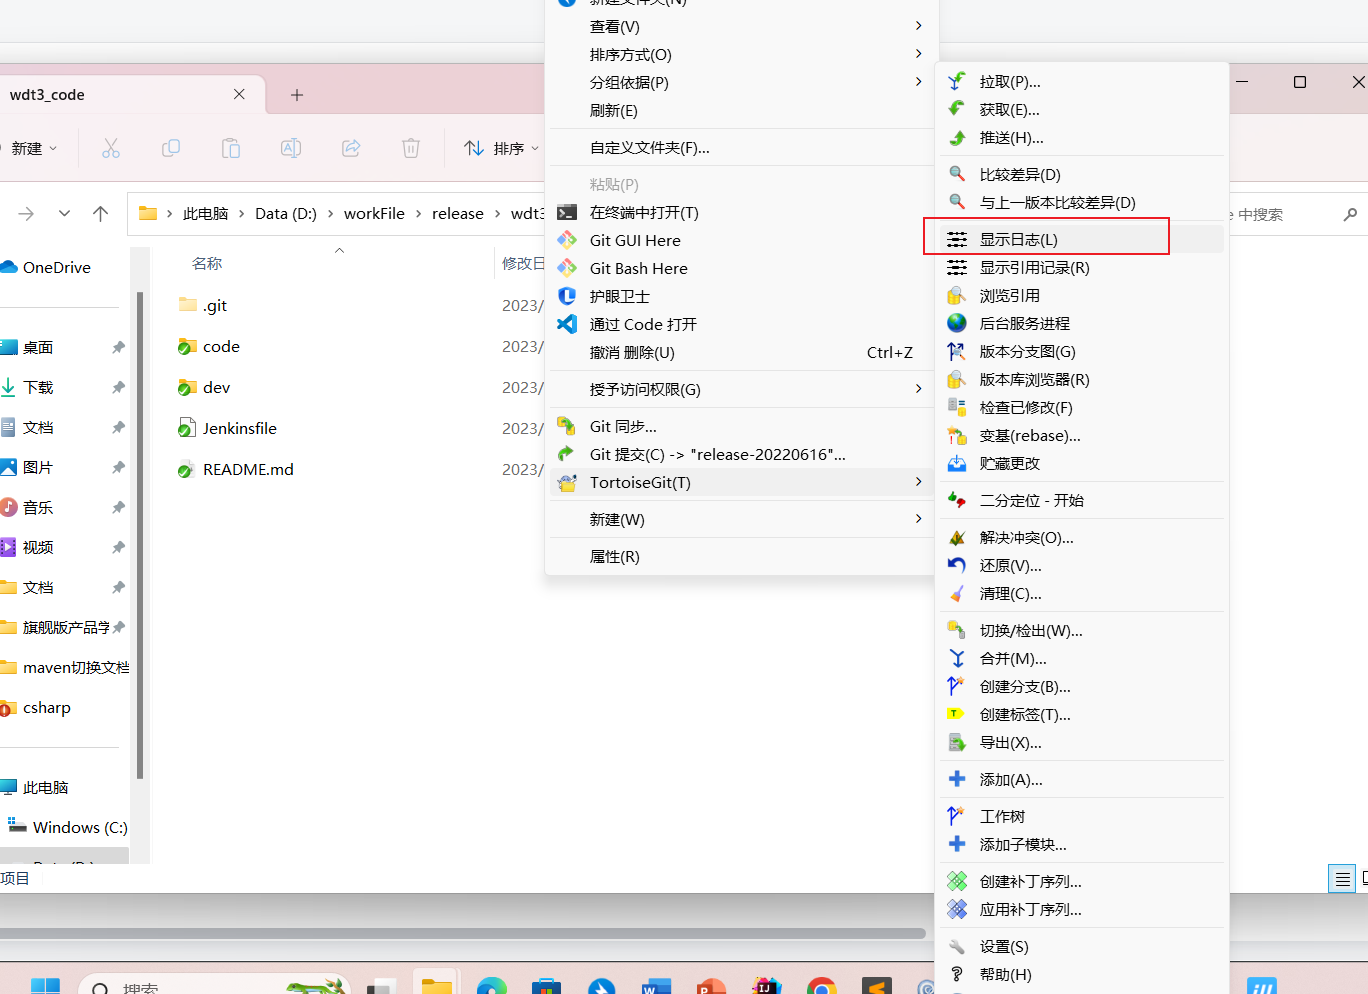 新建文件夹(N)
查看(V)
排序方式(O)
分组依据(P)
刷新(E)
自定义文件夹(F)...
粘贴(P)
在终端中打开(T)
Git GUI Here
Git Bash Here
护眼卫士
通过 Code 打开
撤消 删除(U) Ctrl+Z
授予访问权限(G)
Git 同步...
Git 提交(C) -> "release-20220616"...
TortoiseGit(T)
新建(W)
属性(R)
拉取(P)...
获取(E)...
推送(H)...
比较差异(D)
与上一版本比较差异(D)
显示日志(L)
显示引用记录(R)
浏览引用
后台服务进程
版本分支图(G)
版本库浏览器(R)
检查已修改(F)
变基(rebase)...
贮藏更改
二分定位 - 开始
解决冲突(O)...
还原(V)...
清理(C)...
切换/检出(W)...
合并(M)...
创建分支(B)...
创建标签(T)...
导出(X)...
添加(A)...
工作树
添加子模块...
创建补丁序列...
应用补丁序列...
设置(S)
帮助(H)
wdt3_code
新建
排序
此电脑 Data (D:) workFile release wdt3
中搜索
名称 修改日
.git 2023/
code 2023/
dev 2023/
Jenkinsfile 2023/
README.md 2023/
OneDrive
桌面
下载
文档
图片
音乐
视频
文档
旗舰版产品学
maven切换文档
csharp
此电脑
Windows (C:)
项目
搜索